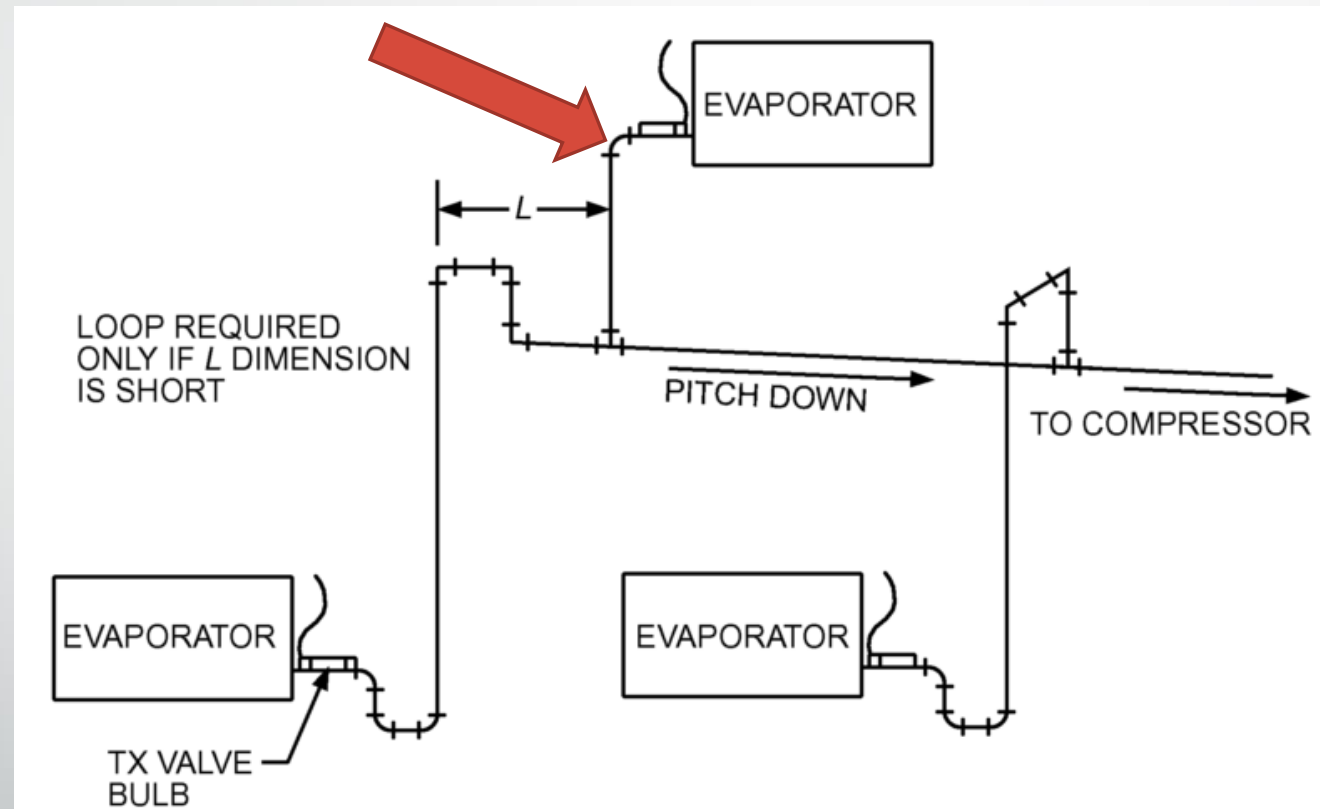 EVAPORATOR
L
LOOP REQUIRED
ONLY IF L DIMENSION
IS SHORT
PITCH DOWN
TO COMPRESSOR
EVAPORATOR
EVAPORATOR
TX VALVE
BULB